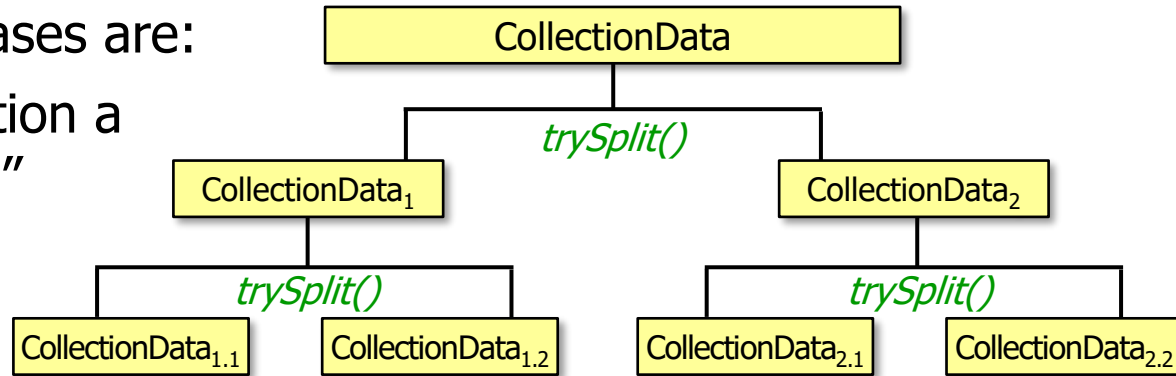 ases are:
CollectionData
tion a
trySplit()
"
CollectionData₁
CollectionData₂
trySplit()
trySplit()
CollectionData₁.₁
CollectionData₁.₂
CollectionData₂.₁
CollectionData₂.₂